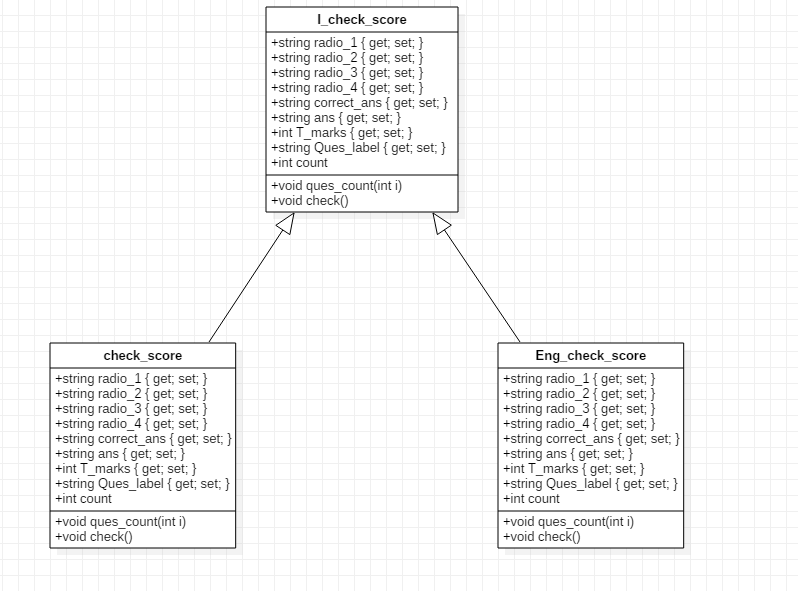 I_check_score
+string radio_1 { get; set; }
+string radio_2 { get; set; }
+string radio_3 { get; set; }
+string radio_4 { get; set; }
+string correct_ans { get; set; }
+string ans { get; set; }
+int T_marks { get; set; }
+string Ques_label { get; set; }
+int count
+void ques_count(int i)
+void check()
check_score
+string radio_1 { get; set; }
+string radio_2 { get; set; }
+string radio_3 { get; set; }
+string radio_4 { get; set; }
+string correct_ans { get; set; }
+string ans { get; set; }
+int T_marks { get; set; }
+string Ques_label { get; set; }
+int count
+void ques_count(int i)
+void check()
Eng_check_score
+string radio_1 { get; set; }
+string radio_2 { get; set; }
+string radio_3 { get; set; }
+string radio_4 { get; set; }
+string correct_ans { get; set; }
+string ans { get; set; }
+int T_marks { get; set; }
+string Ques_label { get; set; }
+int count
+void ques_count(int i)
+void check()